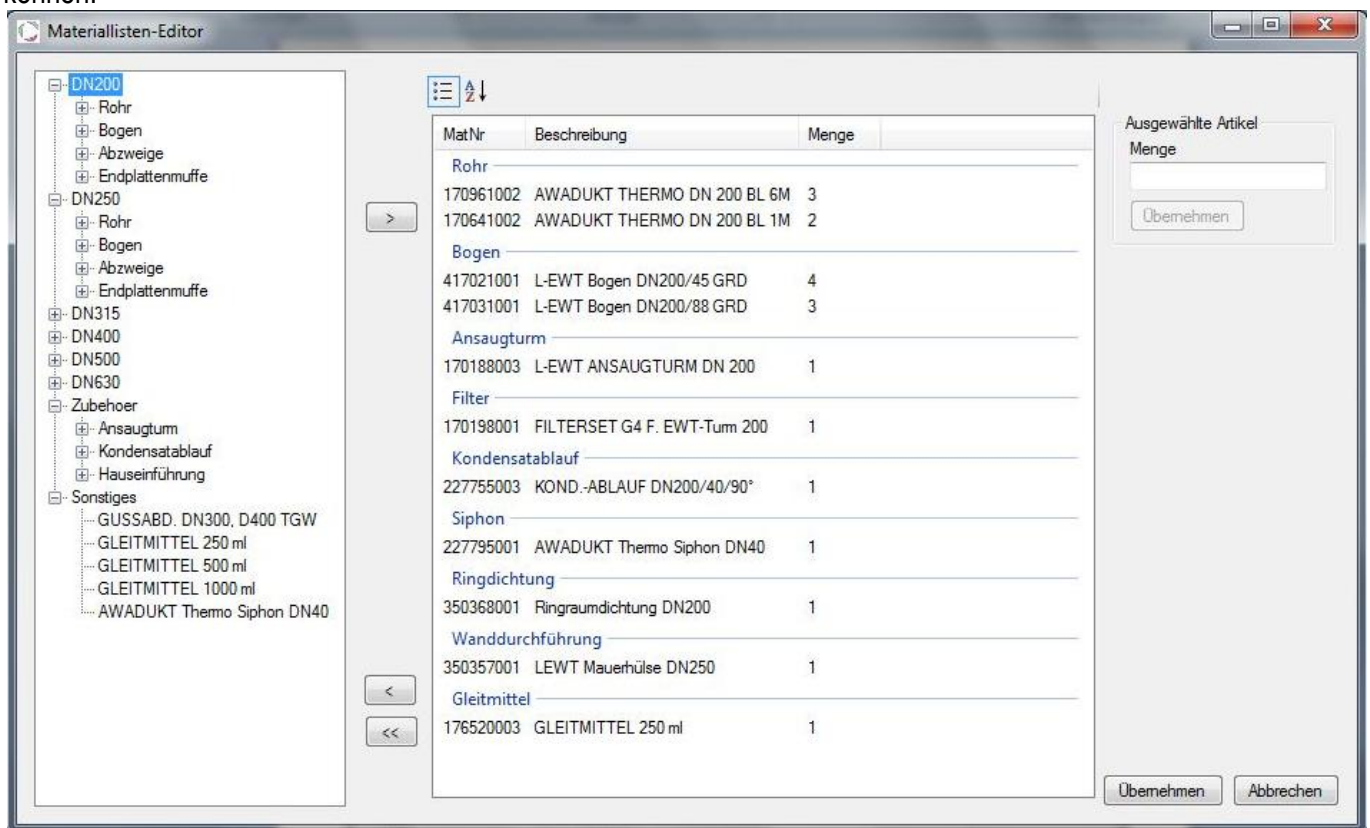 können.
Materiallisten-Editor
DN200
Rohr
Bogen
Abzweige
Endplattenmuffe
DN250
Rohr
Bogen
Abzweige
Endplattenmuffe
DN315
DN400
DN500
DN630
Zubehoer
Ansaugturm
Kondensatablauf
Hauseinführung
Sonstiges
GUSSABD. DN300, D400 TGW
GLEITMITTEL 250 ml
GLEITMITTEL 500 ml
GLEITMITTEL 1000 ml
AWADUKT Thermo Siphon DN40
>
<
<<
MatNr Beschreibung Menge
Rohr
170961002 AWADUKT THERMO DN 200 BL 6M 3
170641002 AWADUKT THERMO DN 200 BL 1M 2
Bogen
417021001 L-EWT Bogen DN200/45 GRD 4
417031001 L-EWT Bogen DN200/88 GRD 3
Ansaugturm
170188003 L-EWT ANSAUGTURM DN 200 1
Filter
170198001 FILTERSET G4 F. EWT-Turm 200 1
Kondensatablauf
227755003 KOND.-ABLAUF DN200/40/90° 1
Siphon
227795001 AWADUKT Thermo Siphon DN40 1
Ringdichtung
350368001 Ringraumdichtung DN200 1
Wanddurchführung
350357001 LEWT Mauerhülse DN250 1
Gleitmittel
176520003 GLEITMITTEL 250 ml 1
Ausgewählte Artikel
Menge
Übernehmen
Übernehmen Abbrechen